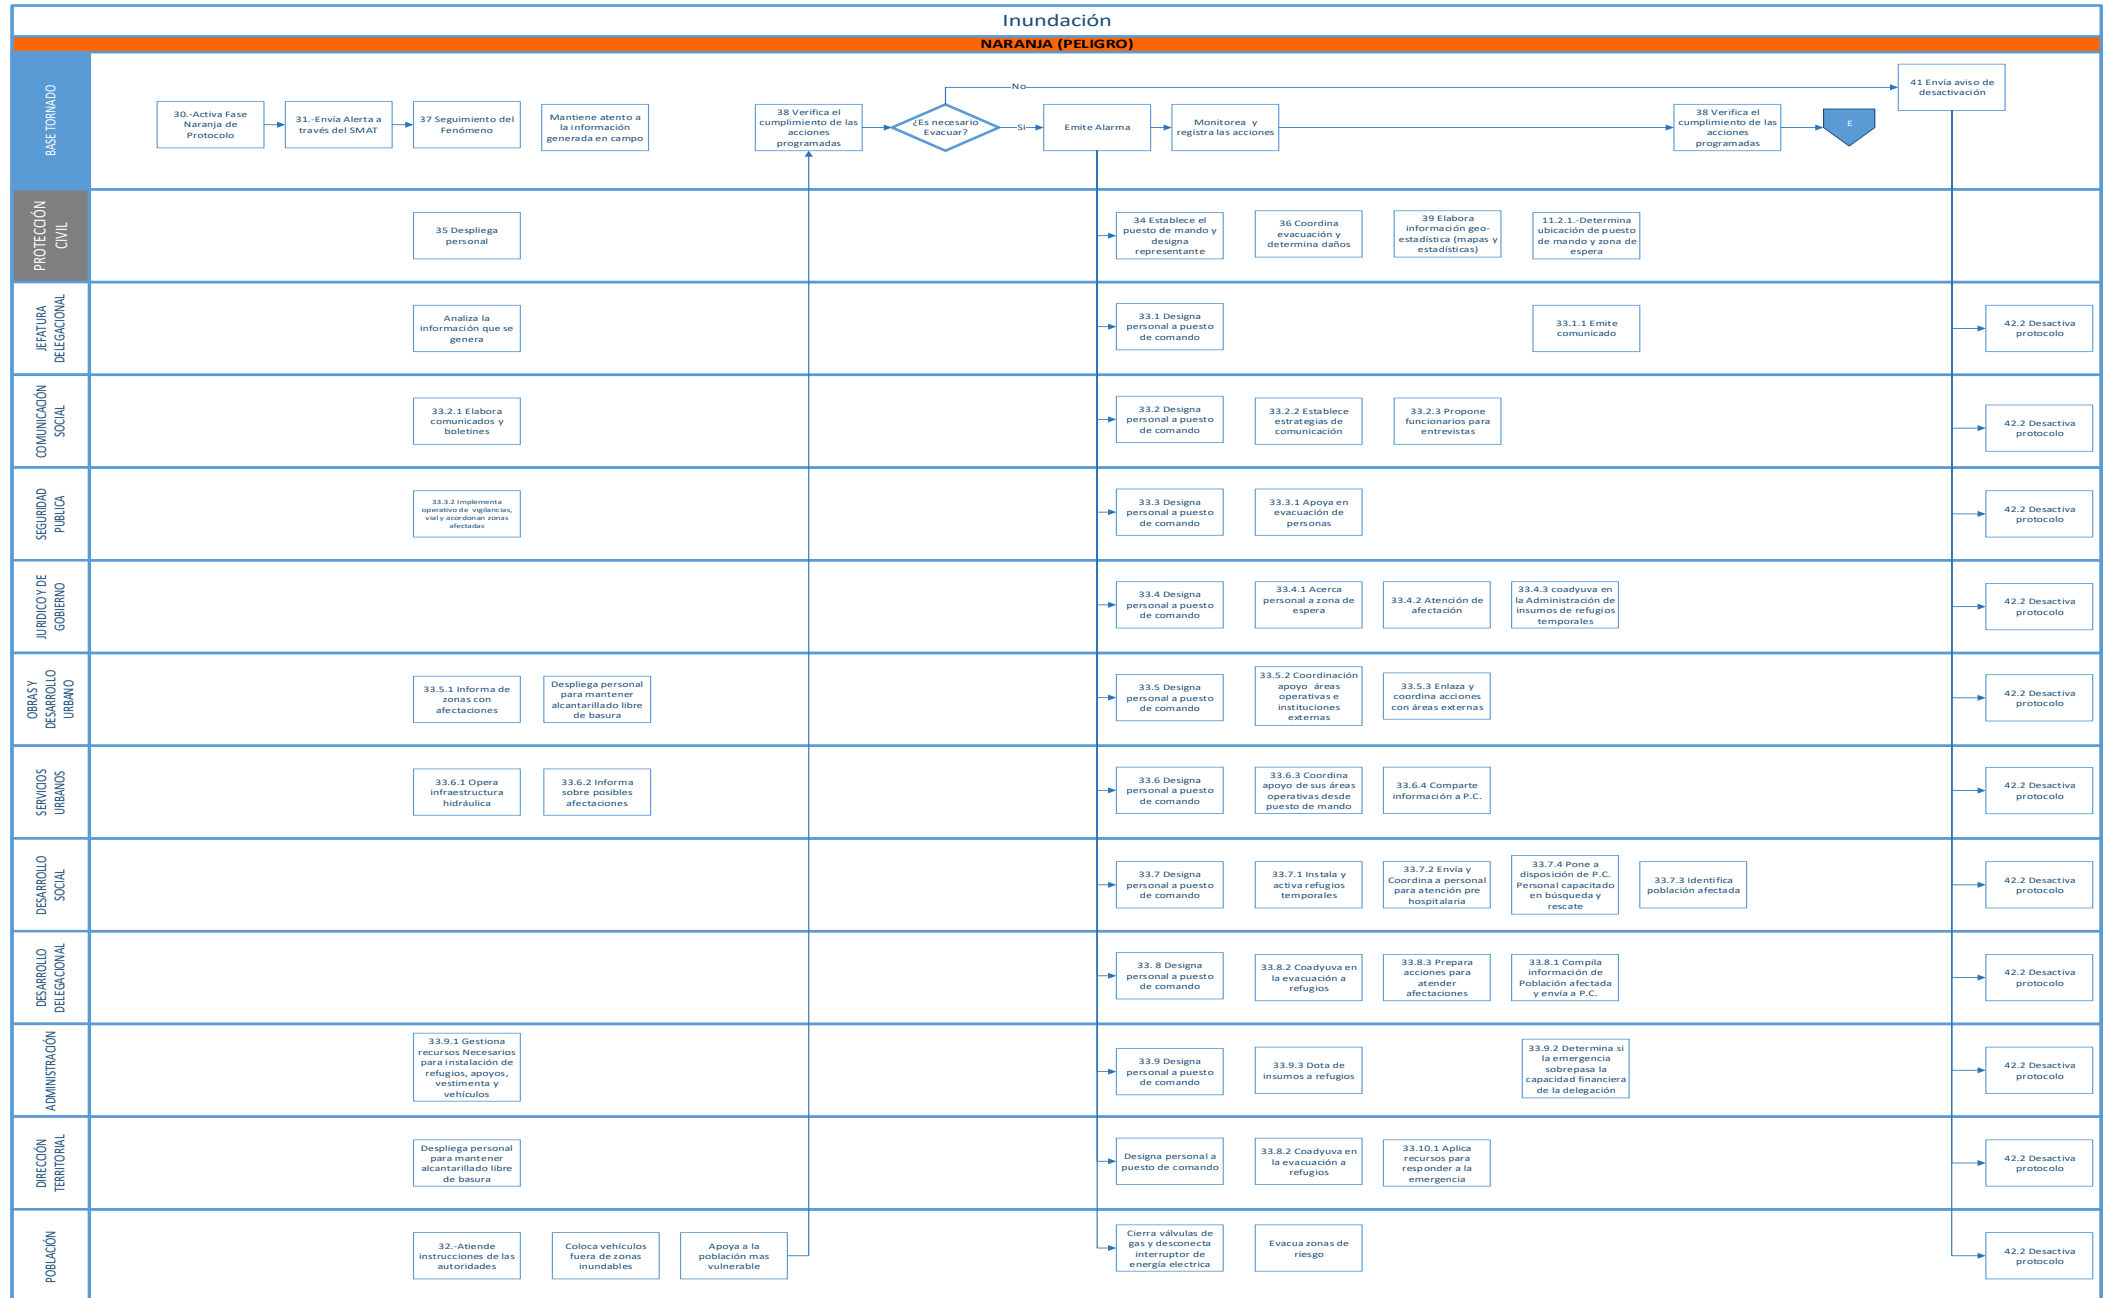 Inundación
NARANJA (PELIGRO)
BASE TORNADO
30.-Activa Fase
Naranja de
Protocolo
31.-Envía Alerta a
través del SMAT
37 Seguimiento del
Fenómeno
Mantiene atento a
la información
generada en campo
38 Verifica el
cumplimiento de las
acciones
programadas
¿Es necesario
Evacuar?
No
Si
Emite Alarma
Monitorea y
registra las acciones
38 Verifica el
cumplimiento de las
acciones
programadas
E
41 Envía aviso de
desactivación
PROTECCIÓN
CIVIL
35 Despliega
personal
34 Establece el
puesto de mando y
designa
representante
36 Coordina
evacuación y
determina daños
39 Elabora
información geo-
estadística (mapas y
estadísticas)
11.2.1.-Determina
ubicación de puesto
de mando y zona de
espera
JEFATURA
DELEGACIONAL
Analiza la
información que se
genera
33.1 Designa
personal a puesto
de comando
33.1.1 Emite
comunicado
42.2 Desactiva
protocolo
COMUNICACIÓN
SOCIAL
33.2.1 Elabora
comunicados y
boletines
33.2 Designa
personal a puesto
de comando
33.2.2 Establece
estrategias de
comunicación
33.2.3 Propone
funcionarios para
entrevistas
42.2 Desactiva
protocolo
SEGURIDAD
PUBLICA
33.3.2 Implementa
operativo de vigilancias,
vial y acordonan zonas
afectadas
33.3 Designa
personal a puesto
de comando
33.3.1 Apoya en
evacuación de
personas
42.2 Desactiva
protocolo
JURIDICO Y DE
GOBIERNO
33.4 Designa
personal a puesto
de comando
33.4.1 Acerca
personal a zona de
espera
33.4.2 Atención de
afectación
33.4.3 coadyuva en
la Administración de
insumos de refugios
temporales
42.2 Desactiva
protocolo
OBRAS Y
DESARROLLO
URBANO
33.5.1 Informa de
zonas con
afectaciones
Despliega personal
para mantener
alcantarillado libre
de basura
33.5 Designa
personal a puesto
de comando
33.5.2 Coordinación
apoyo áreas
operativas e
instituciones
externas
33.5.3 Enlaza y
coordina acciones
con áreas externas
42.2 Desactiva
protocolo
SERVICIOS
URBANOS
33.6.1 Opera
infraestructura
hidráulica
33.6.2 Informa
sobre posibles
afectaciones
33.6 Designa
personal a puesto
de comando
33.6.3 Coordina
apoyo de sus áreas
operativas desde
puesto de mando
33.6.4 Comparte
información a P.C.
42.2 Desactiva
protocolo
DESARROLLO
SOCIAL
33.7 Designa
personal a puesto
de comando
33.7.1 Instala y
activa refugios
temporales
33.7.2 Envía y
Coordina a personal
para atención pre
hospitalaria
33.7.4 Pone a
disposición de P.C.
Personal capacitado
en búsqueda y
rescate
33.7.3 Identifica
población afectada
42.2 Desactiva
protocolo
DESARROLLO
DELEGACIONAL
33. 8 Designa
personal a puesto
de comando
33.8.2 Coadyuva en
la evacuación a
refugios
33.8.3 Prepara
acciones para
atender
afectaciones
33.8.1 Compila
información de
Población afectada
y envía a P.C.
42.2 Desactiva
protocolo
ADMINISTRACIÓN
33.9.1 Gestiona
recursos Necesarios
para instalación de
refugios, apoyos,
vestimenta y
vehículos
33.9 Designa
personal a puesto
de comando
33.9.3 Dota de
insumos a refugios
33.9.2 Determina si
la emergencia
sobrepasa la
capacidad financiera
de la delegación
42.2 Desactiva
protocolo
DIRECCIÓN
TERRITORIAL
Despliega personal
para mantener
alcantarillado libre
de basura
Designa personal a
puesto de comando
33.8.2 Coadyuva en
la evacuación a
refugios
33.10.1 Aplica
recursos para
responder a la
emergencia
42.2 Desactiva
protocolo
POBLACIÓN
32.-Atiende
instrucciones de las
autoridades
Coloca vehículos
fuera de zonas
inundables
Apoya a la
población mas
vulnerable
Cierra válvulas de
gas y desconecta
interruptor de
energía electrica
Evacua zonas de
riesgo
42.2 Desactiva
protocolo